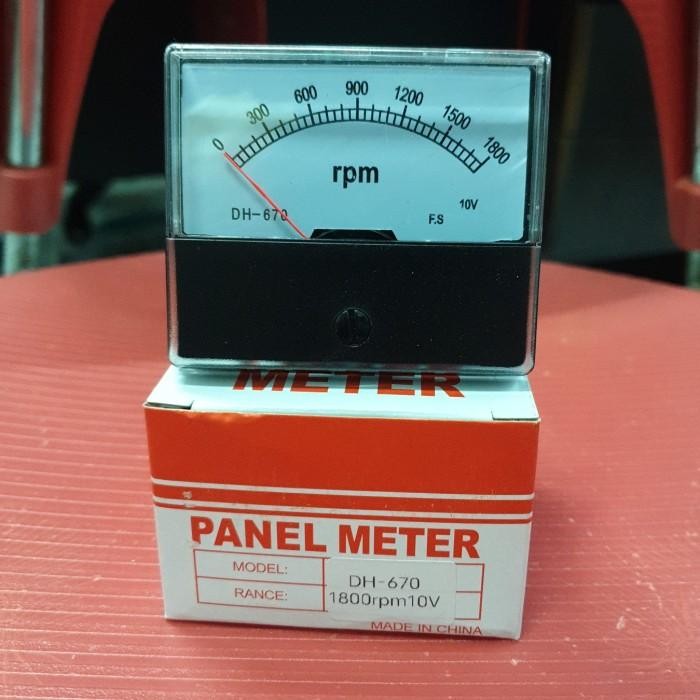 0 300 600 900 1200 1500 1800
rpm
10V
DH-670
F.S
METER
PANEL METER
MODEL: DH-670
RANCE: 1800rpm10V
MADE IN CHINA